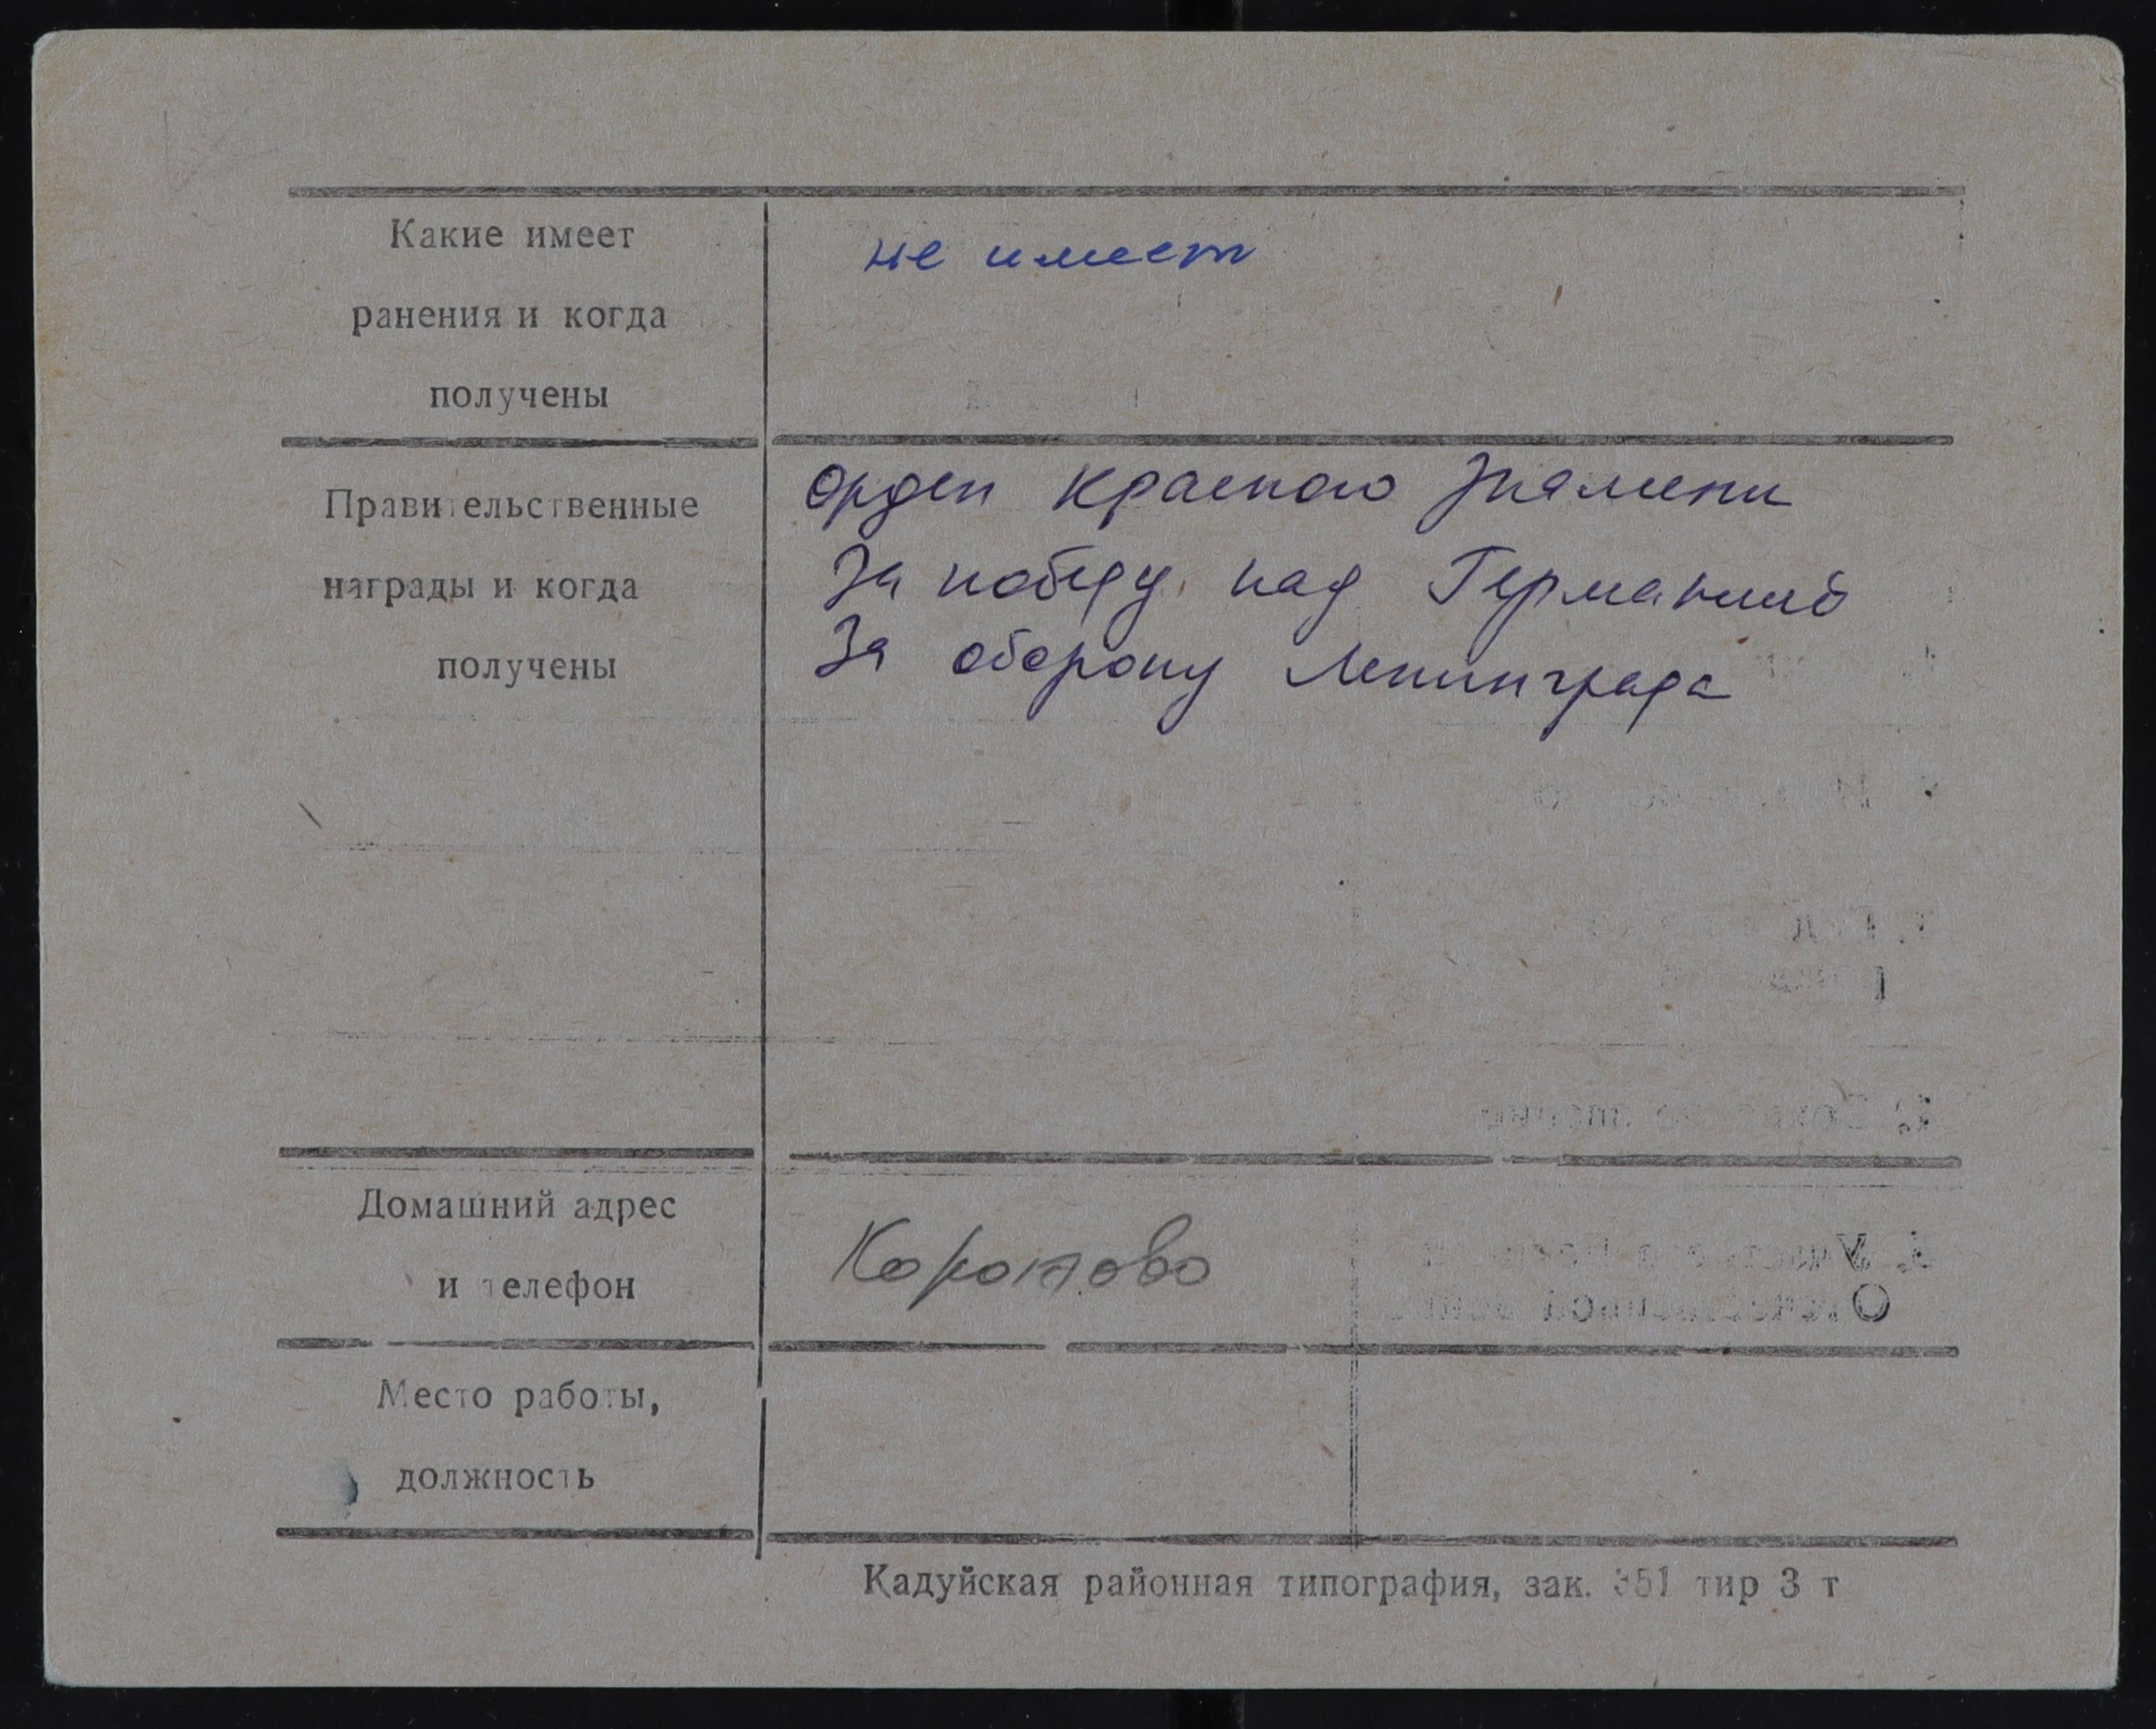 Какие имеет
не имеет
ранения и когда
получены
Правительственные
орден Красного Знамени
награды и когда
За победу над Германией
получены
За оборону Ленинграда
Домашний адрес
и телефон
Коротово
Место работы,
должность
Кадуйская районная типография, зак. 351 тир 3 т